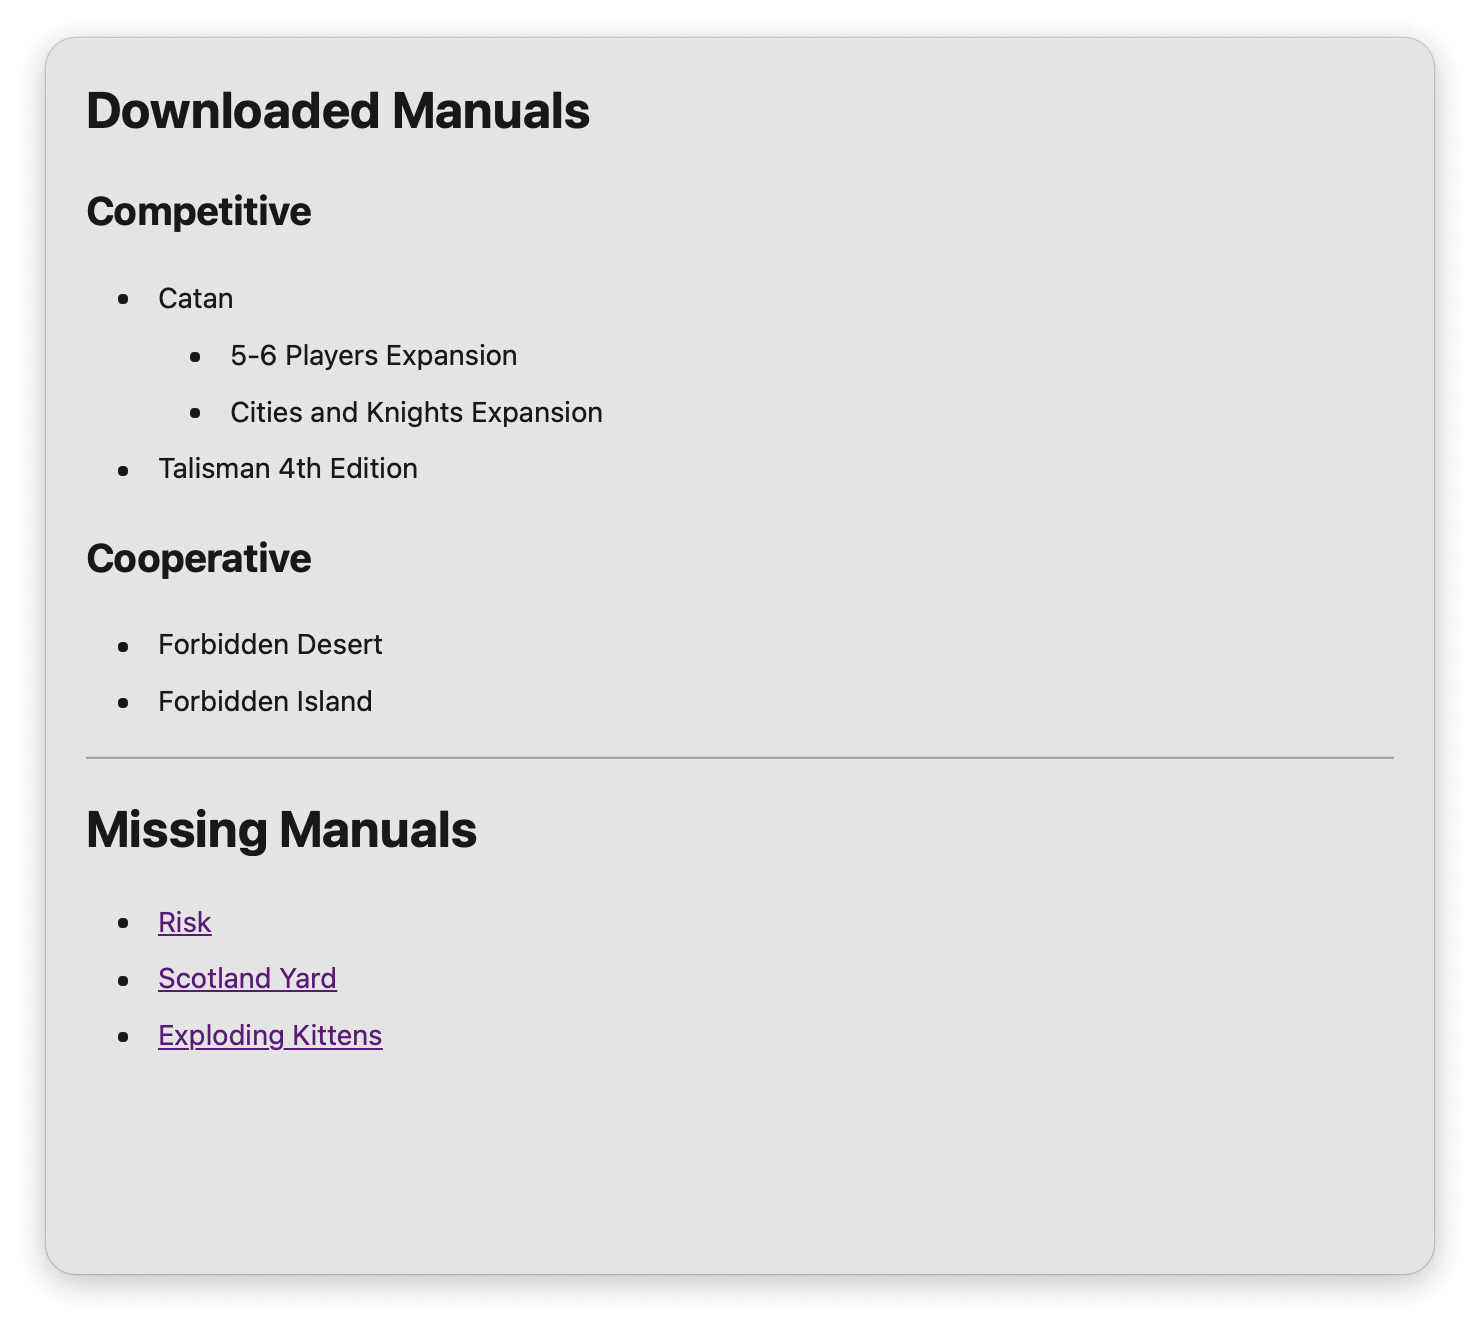 Downloaded Manuals
Competitive
• Catan
• 5-6 Players Expansion
• Cities and Knights Expansion
• Talisman 4th Edition
Cooperative
• Forbidden Desert
• Forbidden Island
Missing Manuals
• Risk
• Scotland Yard
• Exploding Kittens